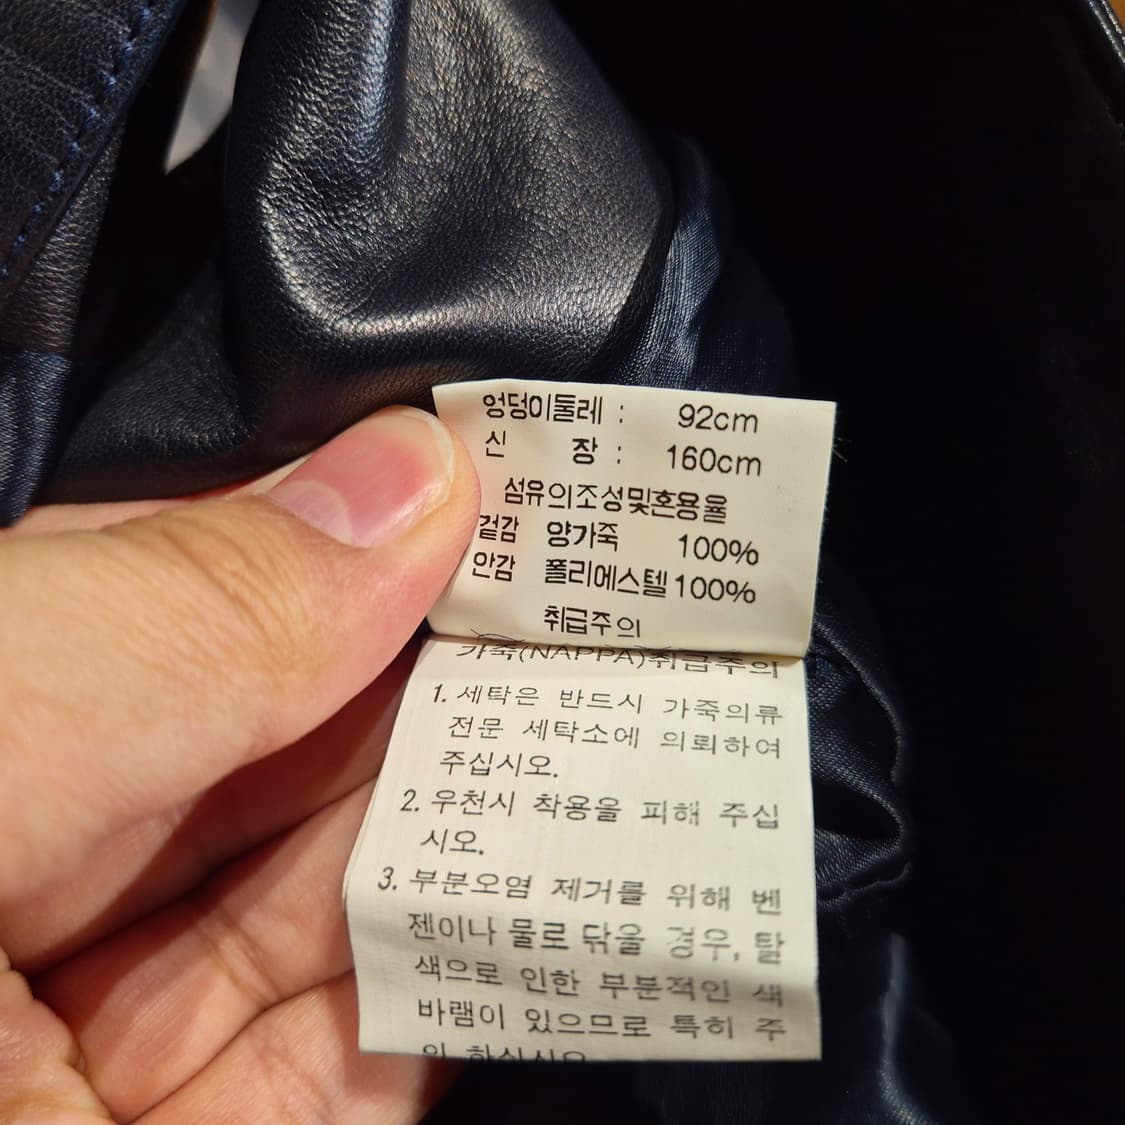 엉덩이둘레 : 92cm
신 장 : 160cm
섬유의조성및혼용율
겉감 양가죽 100%
안감 폴리에스텔 100%
취급주의
가죽(NAPPA)취급주의
1. 세탁은 반드시 가죽의류
전문 세탁소에 의뢰하여
주십시오.
2. 우천시 착용을 피해 주십
시오.
3. 부분오염 제거를 위해 벤
젠이나 물로 닦을 경우, 탈
색으로 인한 부분적인 색
바램이 있으므로 특히 주
의 하십시오